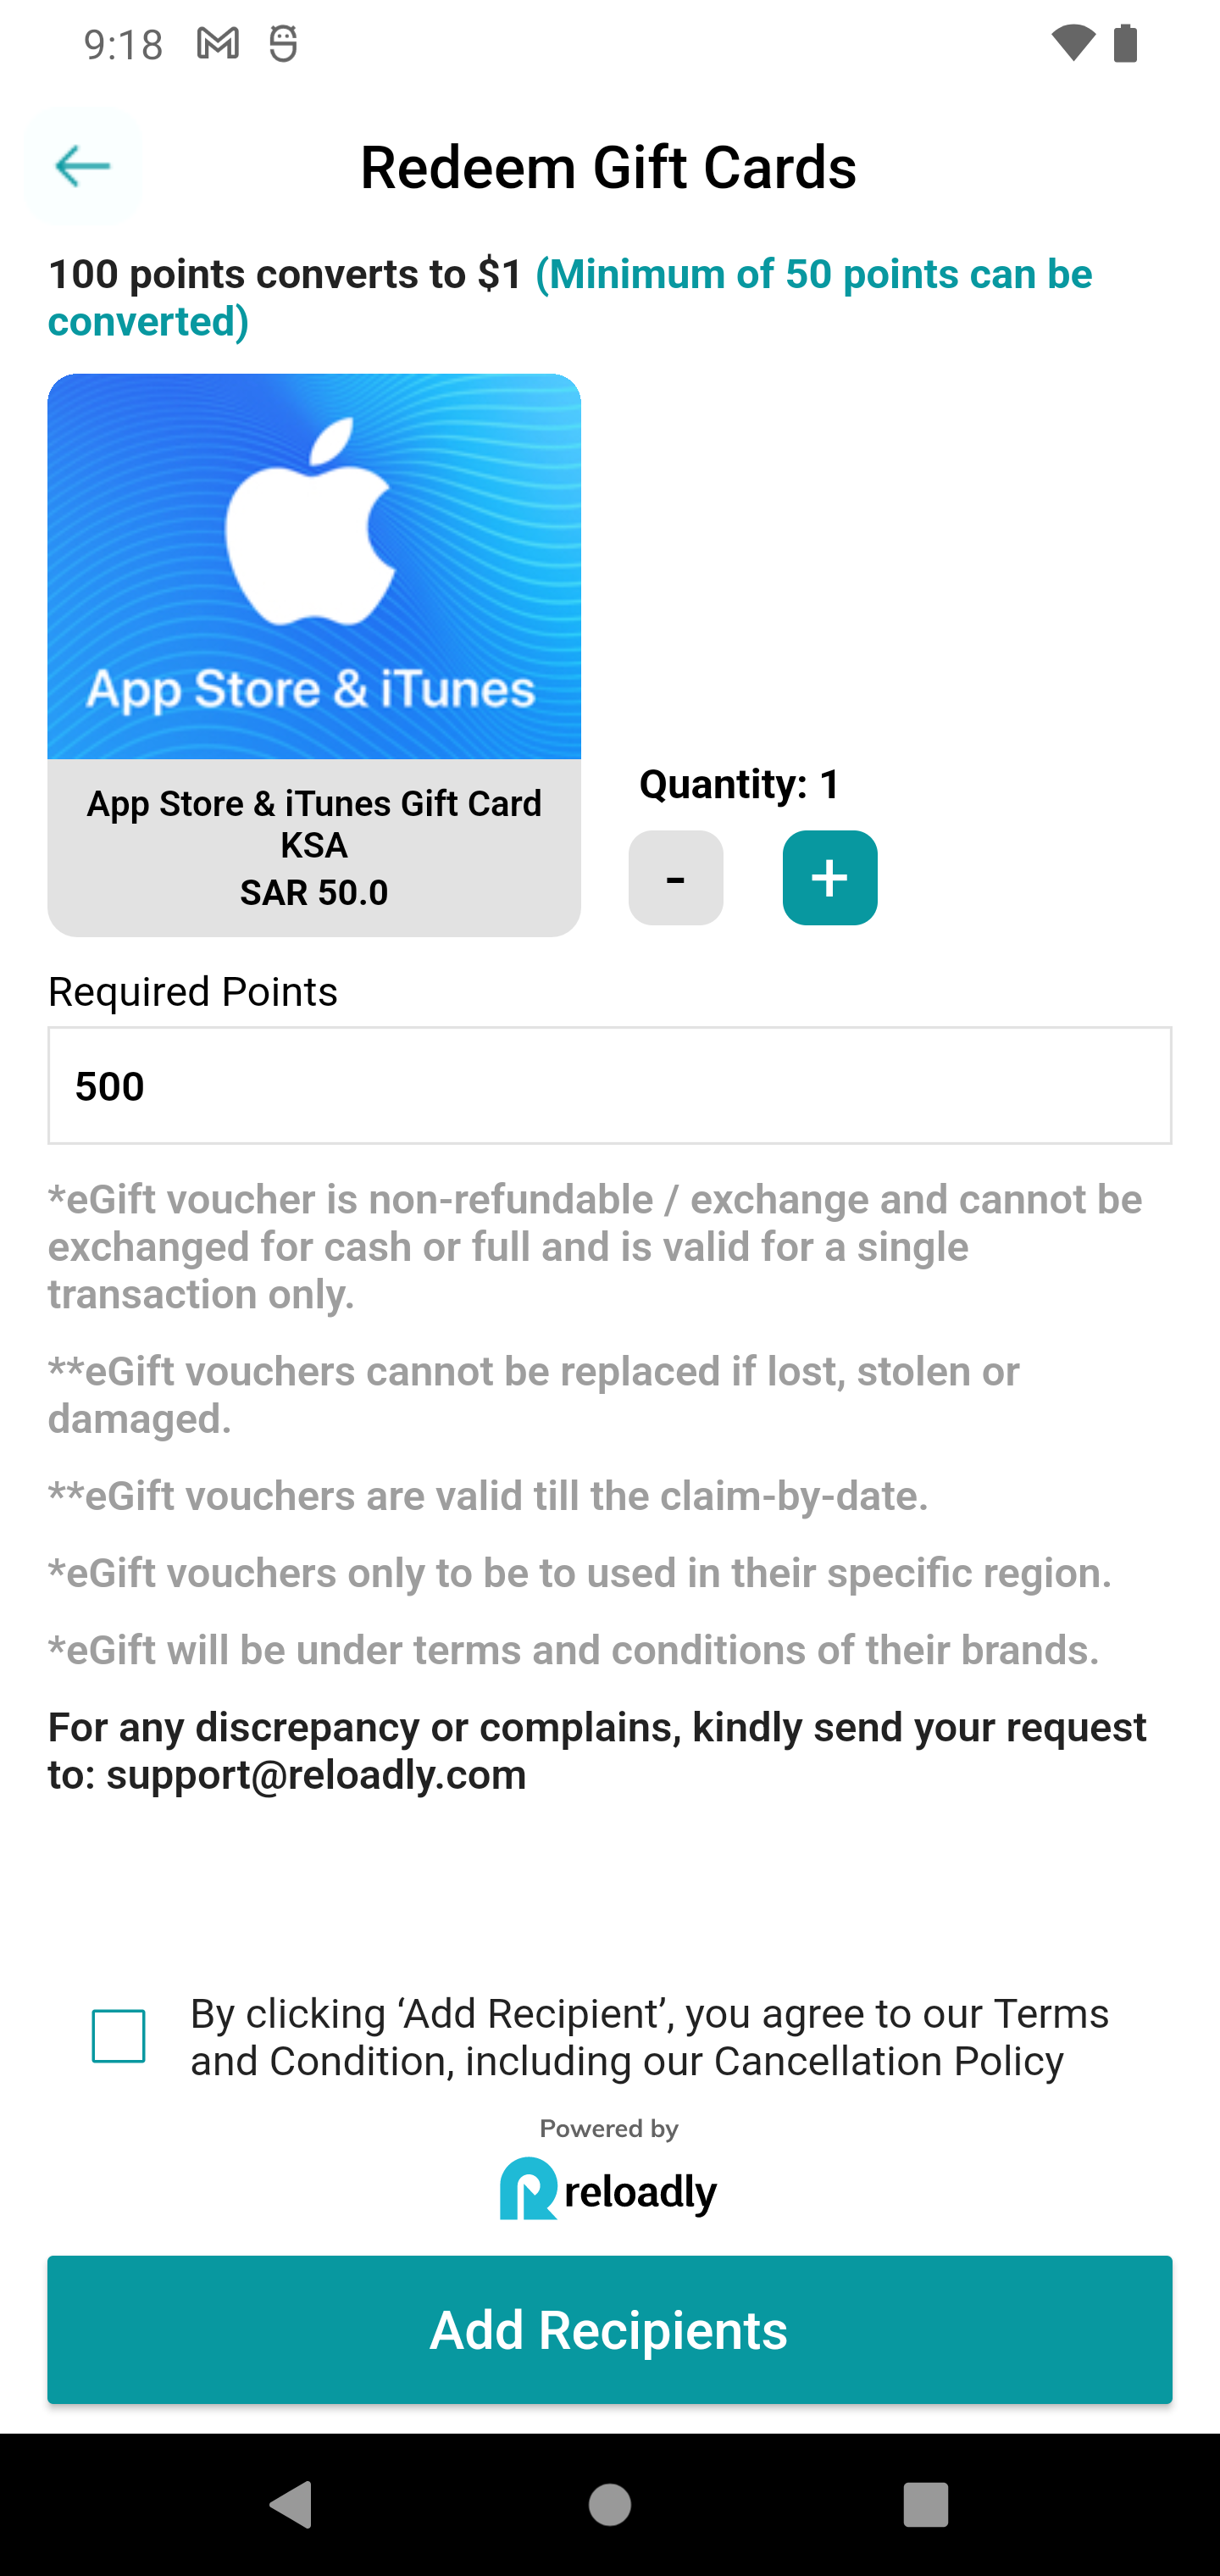 9:18
Redeem Gift Cards
100 points converts to $1 (Minimum of 50 points can be
converted)
App Store & iTunes
App Store & iTunes Gift Card
KSA
SAR 50.0
Quantity: 1
- +
Required Points
500
*eGift voucher is non-refundable / exchange and cannot be
exchanged for cash or full and is valid for a single
transaction only.
**eGift vouchers cannot be replaced if lost, stolen or
damaged.
**eGift vouchers are valid till the claim-by-date.
*eGift vouchers only to be to used in their specific region.
*eGift will be under terms and conditions of their brands.
For any discrepancy or complains, kindly send your request
to: support@reloadly.com
By clicking ‘Add Recipient’, you agree to our Terms
and Condition, including our Cancellation Policy
Powered by
reloadly
Add Recipients